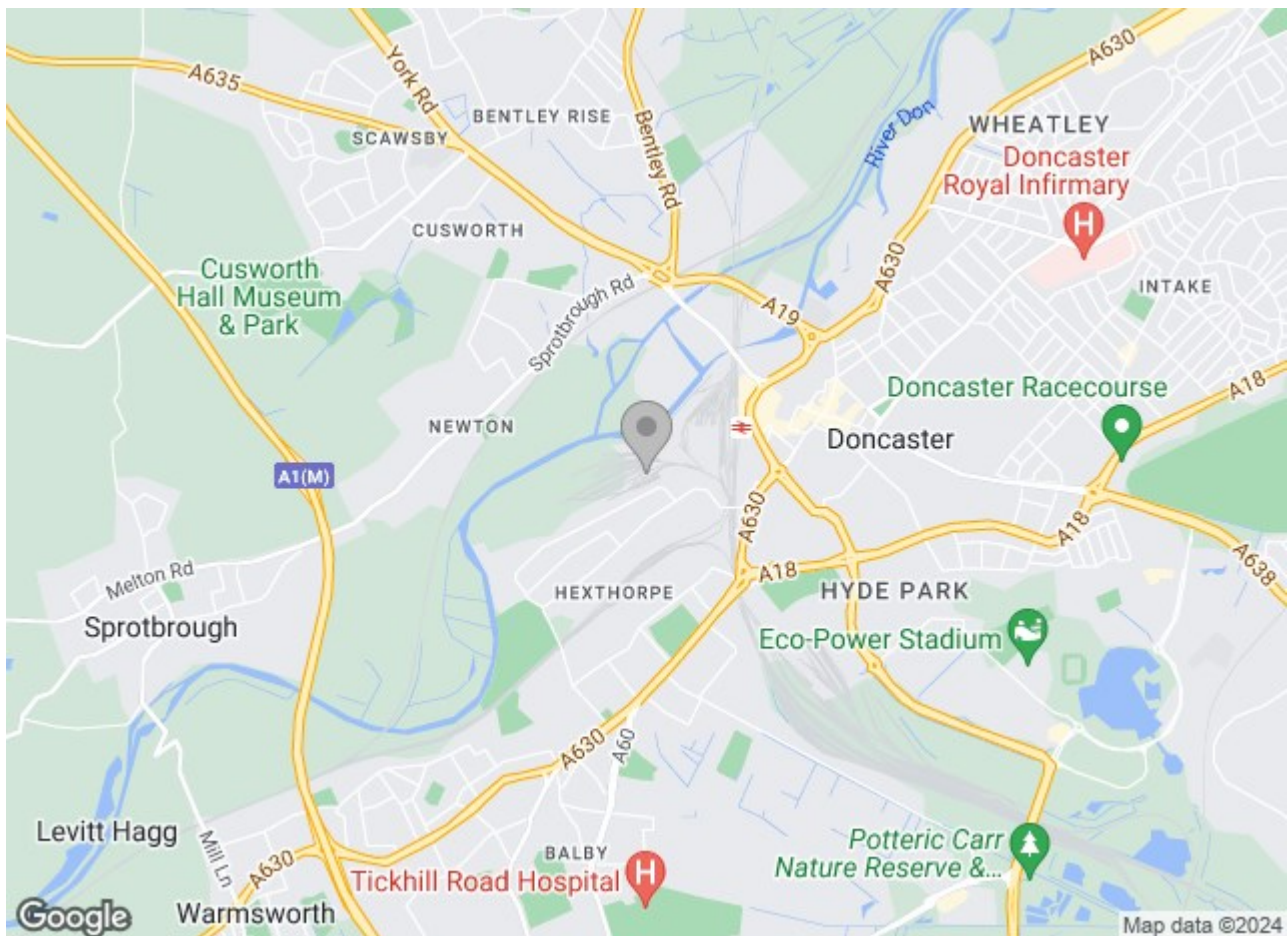 A630
A635
York Rd
BENTLEY RISE
SCAWSBY
Bentley Rd
River Don
WHEATLEY
Doncaster
Royal Infirmary
H
CUSWORTH
Cusworth
Hall Museum
& Park
Sprotbrough Rd
A630
INTAKE
A19
Doncaster Racecourse
A18
NEWTON
Doncaster
A1(M)
A630
A18
A638
Melton Rd
HEXTHORPE
A18
HYDE PARK
Sprotbrough
Eco-Power Stadium
A630
A60
Levitt Hagg
Mill Ln
A630
BALBY
Tickhill Road Hospital
H
Potteric Carr
Nature Reserve &...
Warmsworth
Google
Map data ©2024